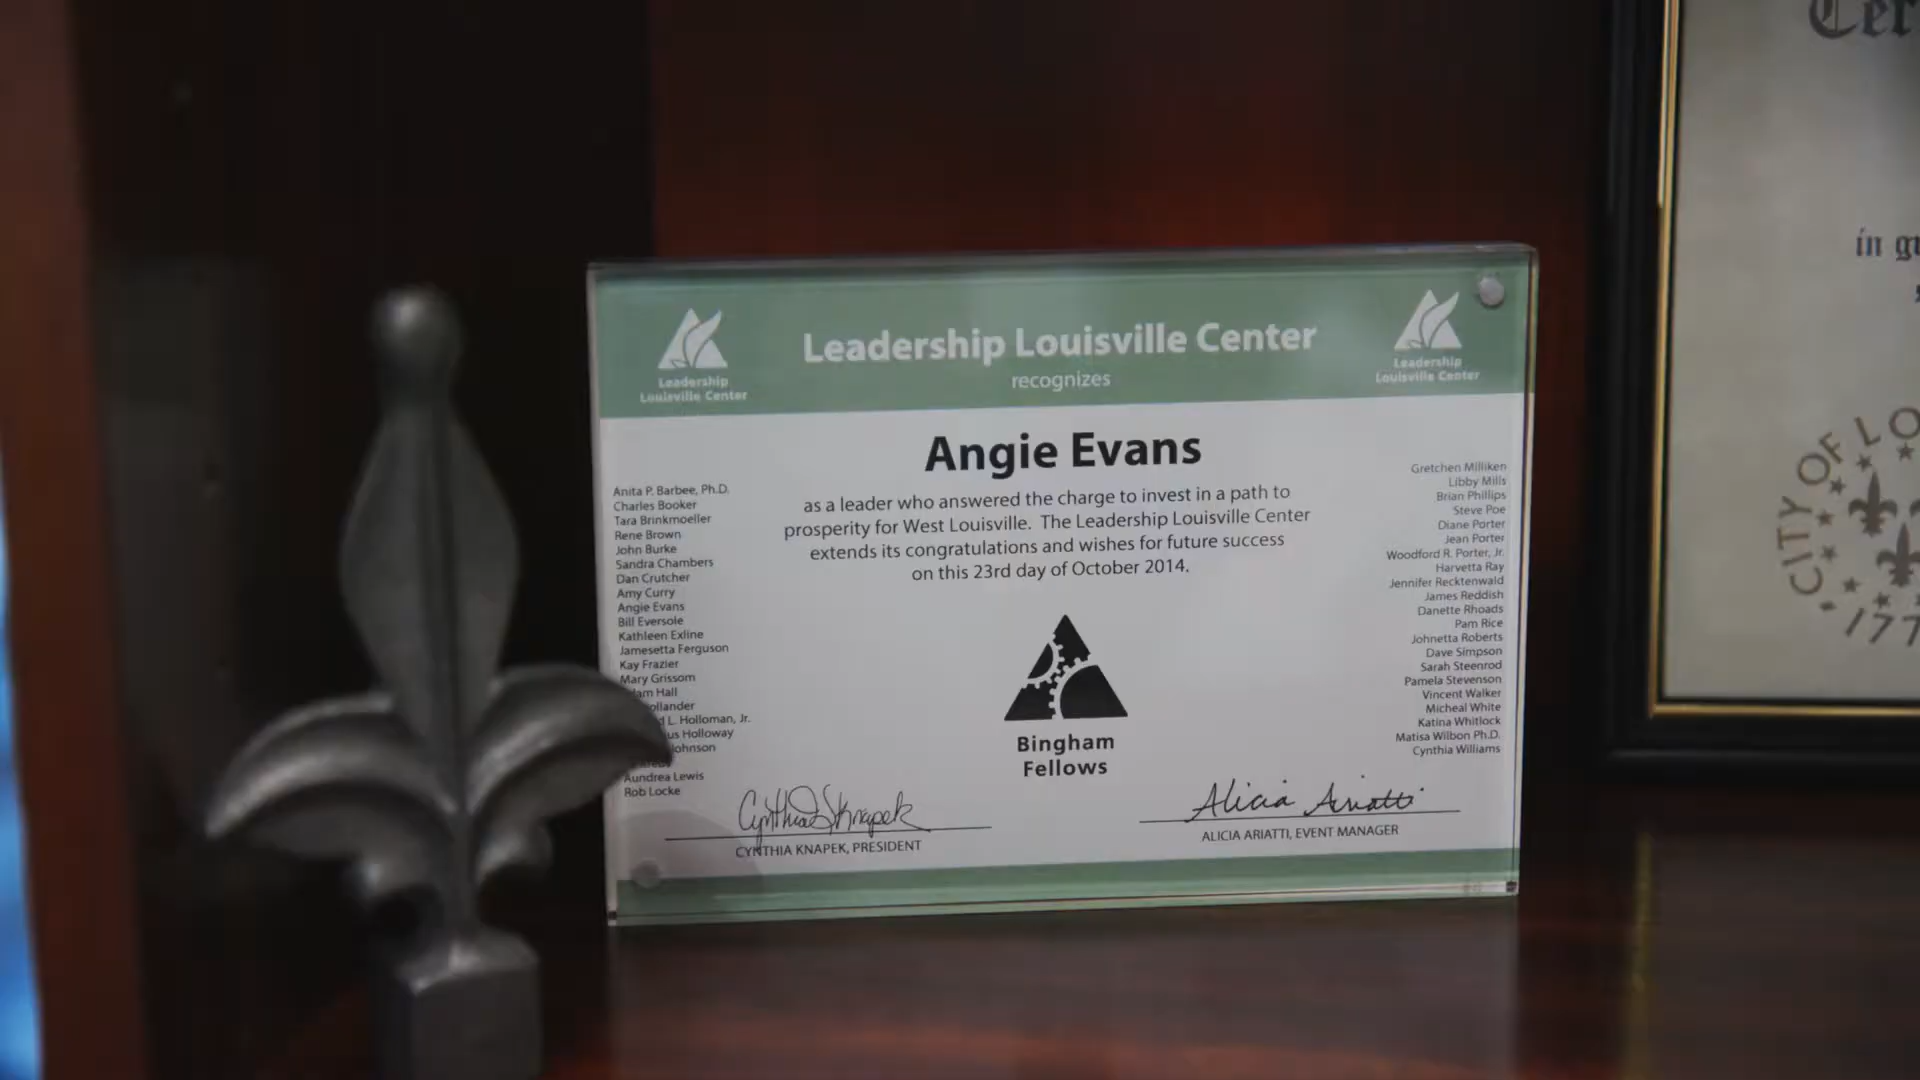 Leadership
Louisville Center
Leadership Louisville Center
recognizes
Leadership
Louisville Center
Angie Evans
as a leader who answered the charge to invest in a path to
prosperity for West Louisville. The Leadership Louisville Center
extends its congratulations and wishes for future success
on this 23rd day of October 2014.
Anita P. Barbee, Ph.D.
Charles Booker
Tara Brinkmoeller
Rene Brown
John Burke
Sandra Chambers
Dan Crutcher
Amy Curry
Angie Evans
Bill Eversole
Kathleen Exline
Jamesetta Ferguson
Kay Frazier
Mary Grissom
Hall
L. Holloman, Jr.
Holloway
Johnson
Aundrea Lewis
Rob Locke
Gretchen Milliken
Libby Mills
Brian Phillips
Steve Poe
Diane Porter
Jean Porter
Woodford R. Porter, Jr.
Harvetta Ray
Jennifer Recktenwald
James Reddish
Danette Rhoads
Pam Rice
Johnetta Roberts
Dave Simpson
Sarah Steenrod
Pamela Stevenson
Vincent Walker
Micheal White
Katina Whitlock
Matisa Wilbon Ph.D.
Cynthia Williams
Bingham
Fellows
Cynthia Knapek
CYNTHIA KNAPEK, PRESIDENT
Alicia Ariatti
ALICIA ARIATTI, EVENT MANAGER
Cer
in gu
CITY OF LO
177